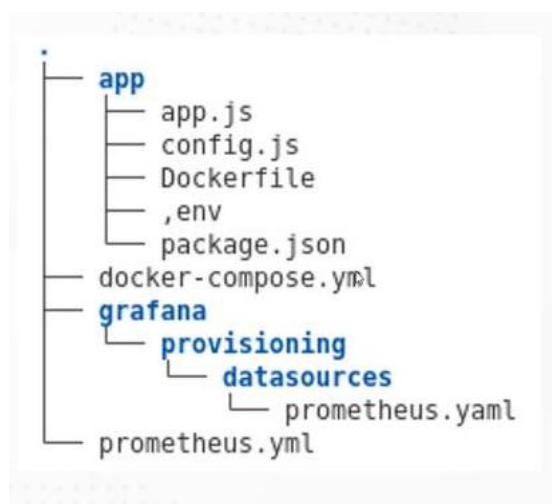 .
app
app.js
config.js
Dockerfile
,env
package.json
docker-compose.yml
grafana
provisioning
datasources
prometheus.yaml
prometheus.yml